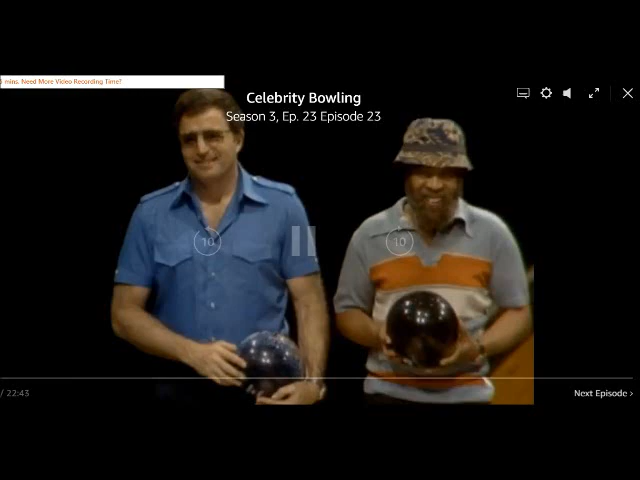 mins. Need More Video Recording Time?
Celebrity Bowling
Season 3, Ep. 23 Episode 23
10
10
/ 22:43
Next Episode ›